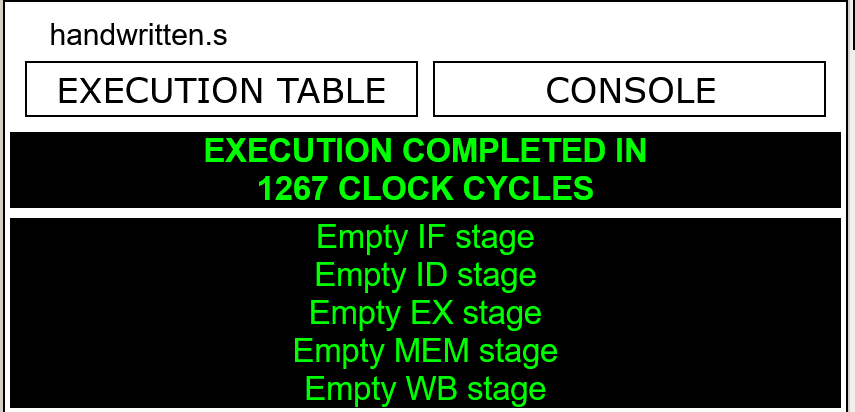 handwritten.s
EXECUTION TABLE
CONSOLE
EXECUTION COMPLETED IN
1267 CLOCK CYCLES
Empty IF stage
Empty ID stage
Empty EX stage
Empty MEM stage
Empty WB stage